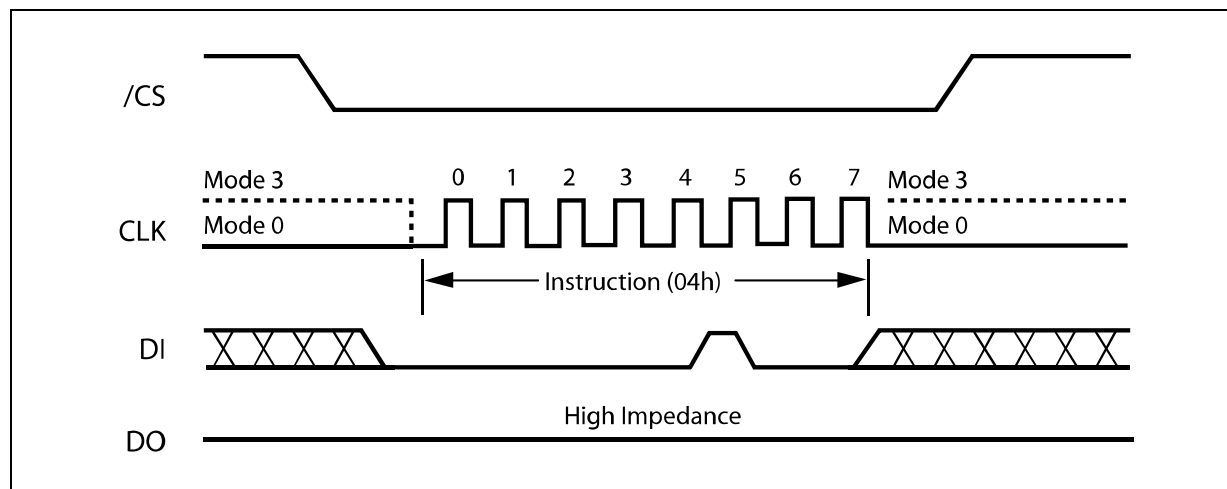 /CS
Mode 3
0 1 2 3 4 5 6 7
Mode 3
CLK
Mode 0
Mode 0
Instruction (04h)
DI
High Impedance
DO